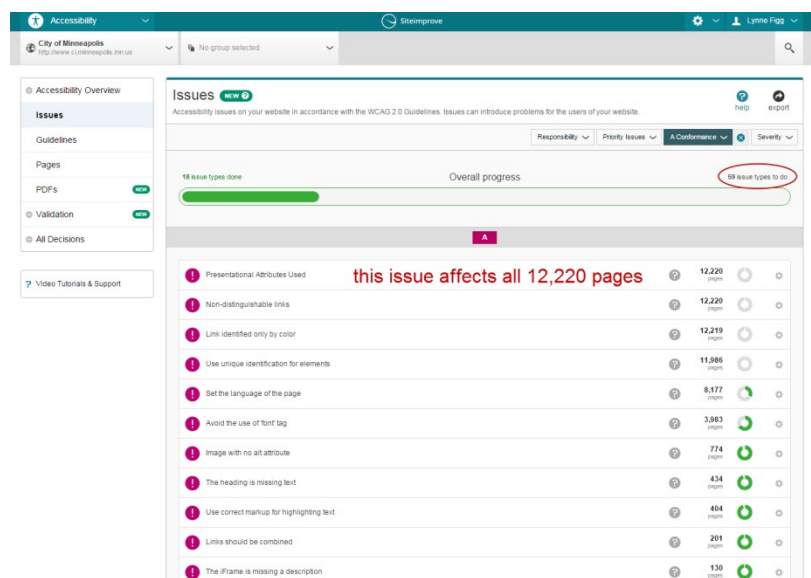 Accessibility
Siteimprove
Lynne Figg
City of Minneapolis
http://www.ci.minneapolis.mn.us
No group selected
Accessibility Overview
Issues
Guidelines
Pages
PDFs NEW
Validation NEW
All Decisions
? Video Tutorials & Support
Issues NEW ?
Accessibility issues on your website in accordance with the WCAG 2.0 Guidelines. Issues can introduce problems for the users of your website.
? help
export
Responsibility
Priority Issues
A Conformance
Severity
18 issue types done
Overall progress
59 issue types to do
A
! Presentational Attributes Used this issue affects all 12,220 pages ? 12,220 pages
! Non-distinguishable links ? 12,220 pages
! Link identified only by color ? 12,219 pages
! Use unique identification for elements ? 11,986 pages
! Set the language of the page ? 8,177 pages
! Avoid the use of 'font' tag ? 3,983 pages
! Image with no alt attribute ? 774 pages
! The heading is missing text ? 434 pages
! Use correct markup for highlighting text ? 404 pages
! Links should be combined ? 201 pages
! The iFrame is missing a description ? 130 pages